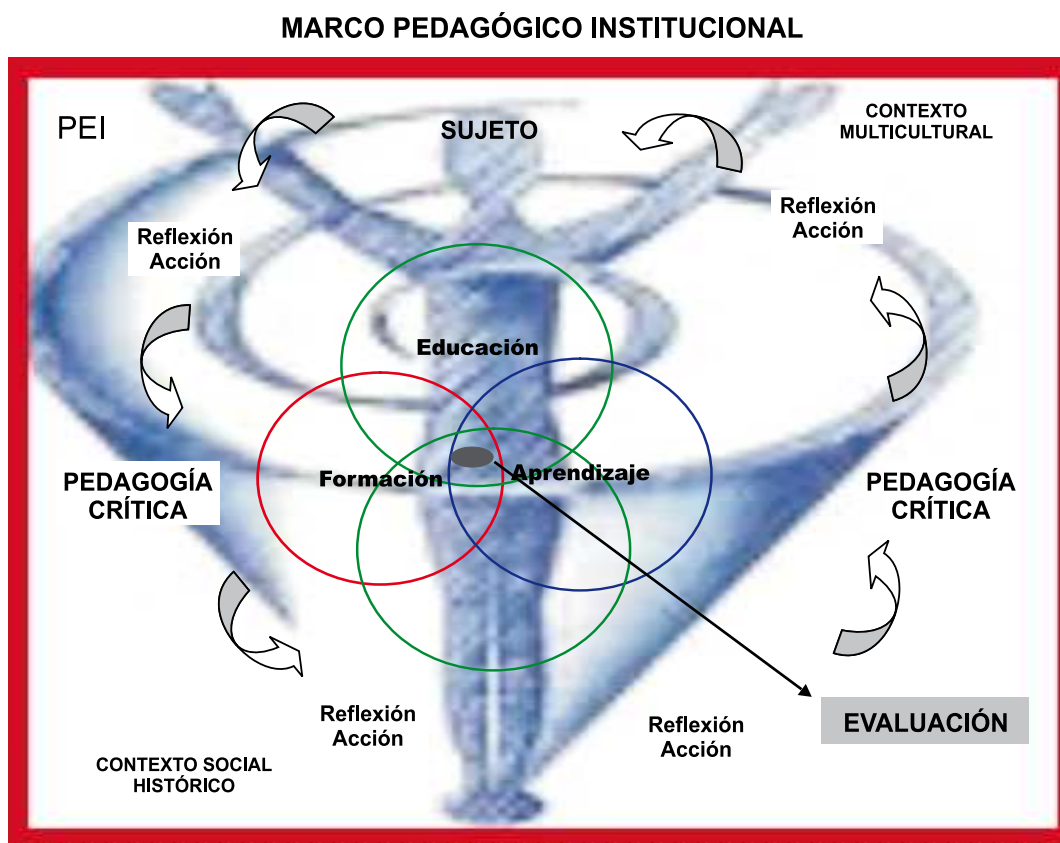 MARCO PEDAGÓGICO INSTITUCIONAL
PEI
SUJETO
CONTEXTO
MULTICULTURAL
Reflexión
Acción
Reflexión
Acción
Educación
Formación
Aprendizaje
PEDAGOGÍA
CRÍTICA
PEDAGOGÍA
CRÍTICA
Reflexión
Acción
Reflexión
Acción
EVALUACIÓN
CONTEXTO SOCIAL
HISTÓRICO